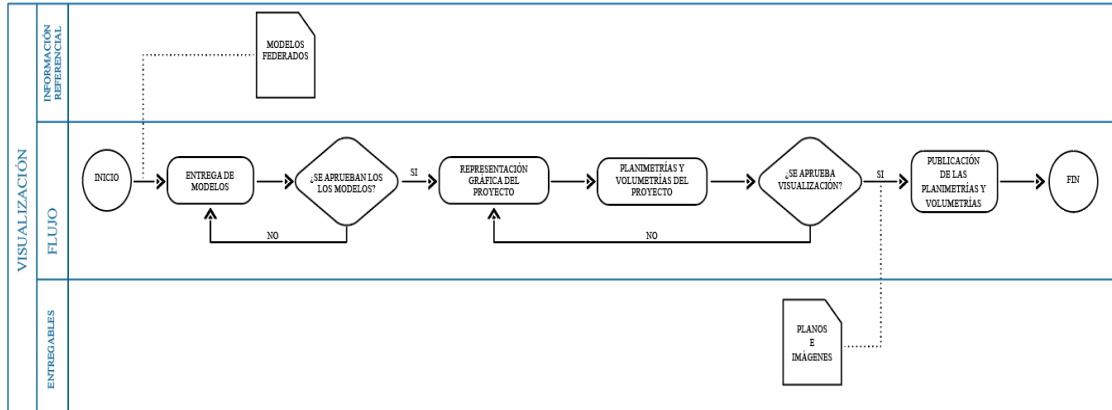 VISUALIZACIÓN
INFORMACIÓN
REFERENCIAL
MODELOS
FEDERADOS
FLUJO
INICIO
ENTREGA DE
MODELOS
¿SE APRUEBAN LOS
LOS MODELOS?
SI
NO
REPRESENTACIÓN
GRÁFICA DEL
PROYECTO
PLANIMETRÍAS Y
VOLUMETRÍAS DEL
PROYECTO
¿SE APRUEBA
VISUALIZACIÓN?
SI
NO
PUBLICACIÓN
DE LAS
PLANIMETRÍAS Y
VOLUMETRÍAS
FIN
ENTREGABLES
PLANOS
E
IMÁGENES